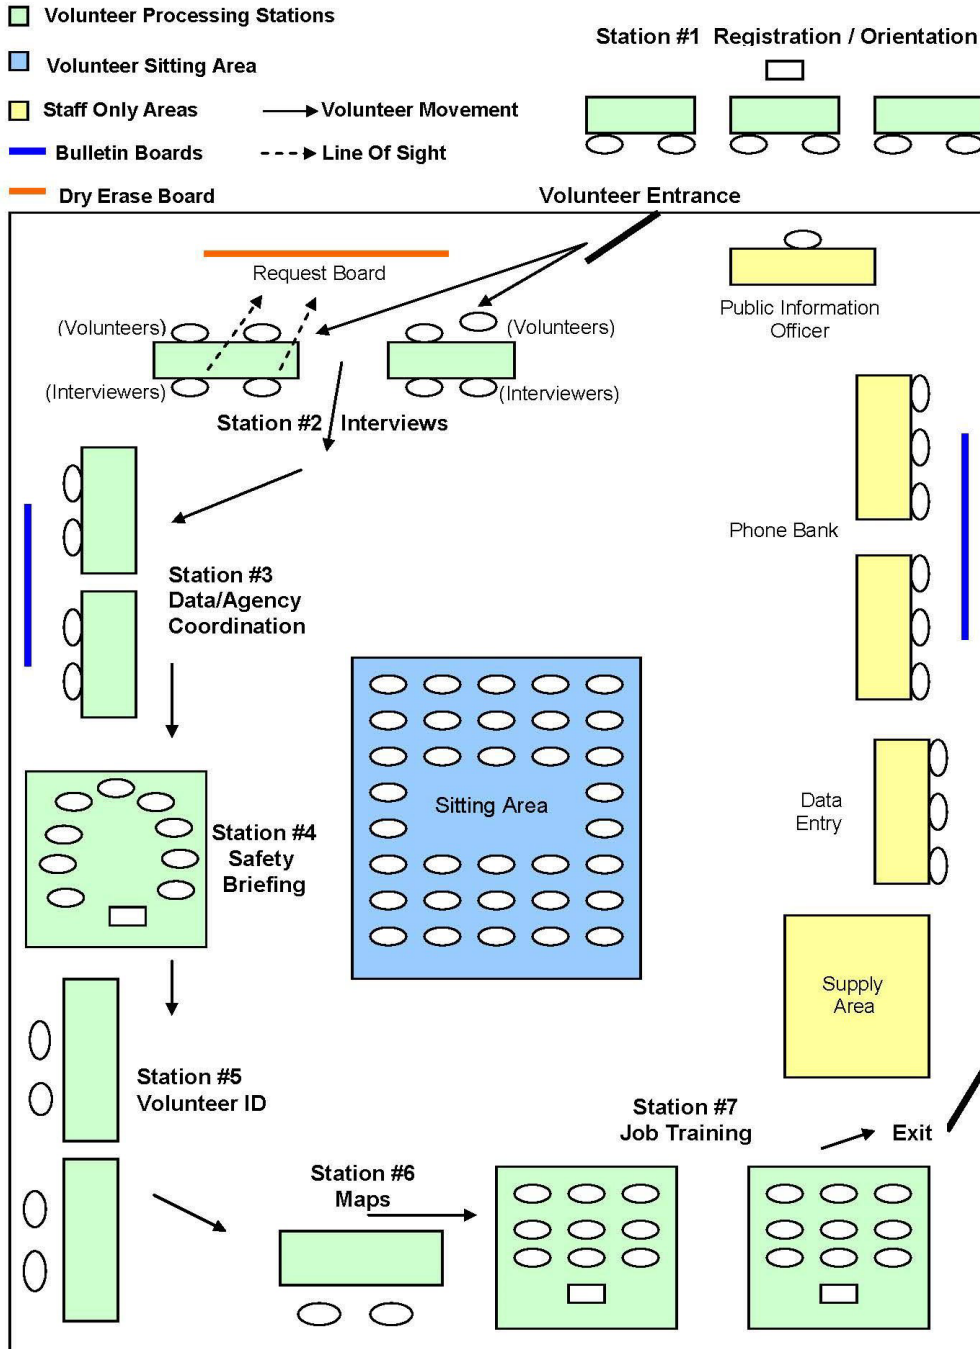 Volunteer Processing Stations
Volunteer Sitting Area
Staff Only Areas
Volunteer Movement
Bulletin Boards
Line Of Sight
Dry Erase Board
Station #1 Registration / Orientation
Volunteer Entrance
Request Board
(Volunteers)
(Volunteers)
(Interviewers)
(Interviewers)
Station #2 Interviews
Public Information
Officer
Phone Bank
Station #3
Data/Agency
Coordination
Sitting Area
Data
Entry
Station #4
Safety
Briefing
Supply
Area
Station #5
Volunteer ID
Station #6
Maps
Station #7
Job Training
Exit